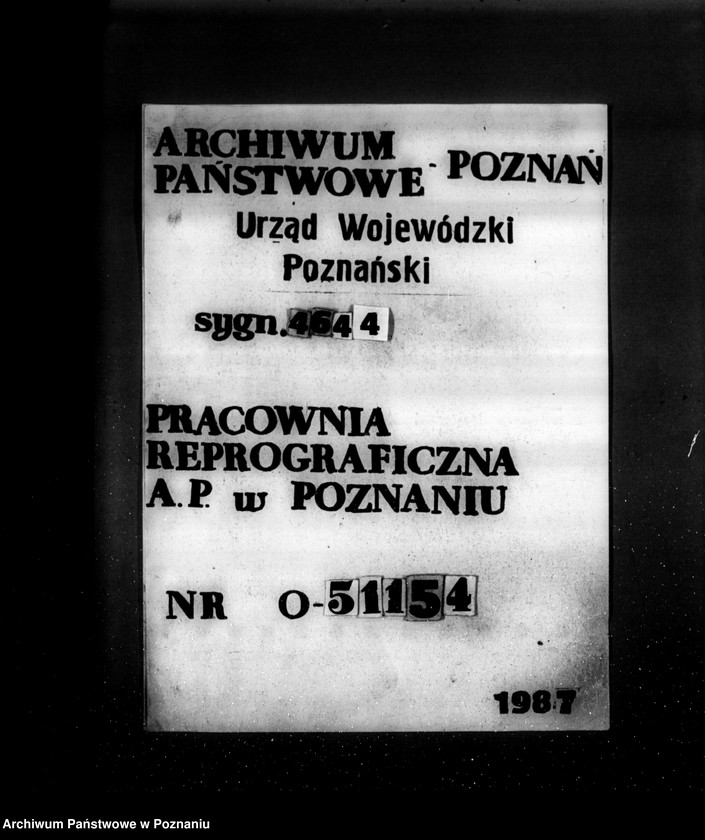 ARCHIWUM
PAŃSTWOWE - POZNAŃ
Urząd Wojewódzki
Poznański
sygn. 4644
PRACOWNIA
REPROGRAFICZNA
A.P. w POZNANIU
NR O-51154
1987
Archiwum Państwowe w Poznaniu